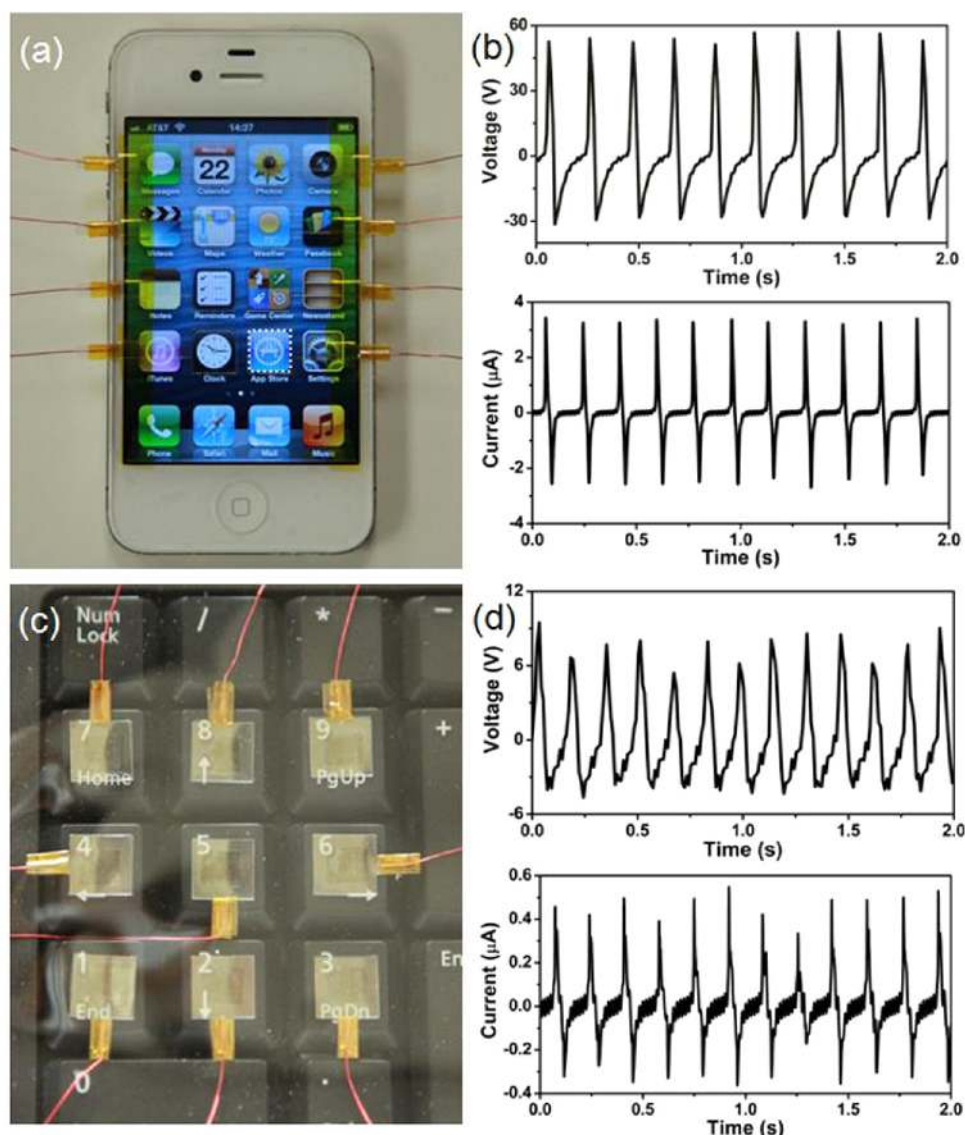 (a)
AT&T 14:37
Messages Calendar Photos Camera
22
Videos Maps Weather Passbook
Notes Reminders Game Center Newsstand
iTunes Clock App Store Settings
Phone Safari Mail Music
(b)
60
30
0
-30
Voltage (V)
0.0 0.5 1.0 1.5 2.0
Time (s)
4
2
0
-2
-4
Current (μA)
0.0 0.5 1.0 1.5 2.0
Time (s)
(c)
Num
Lock
/ * −
7 8 9
Home ↑ PgUp
+
4 5 6
← →
1 2 3
End ↓ PgDn
En
0 .
(d)
12
6
0
-6
Voltage (V)
0.0 0.5 1.0 1.5 2.0
Time (s)
0.6
0.4
0.2
0.0
-0.2
-0.4
Current (μA)
0.0 0.5 1.0 1.5 2.0
Time (s)